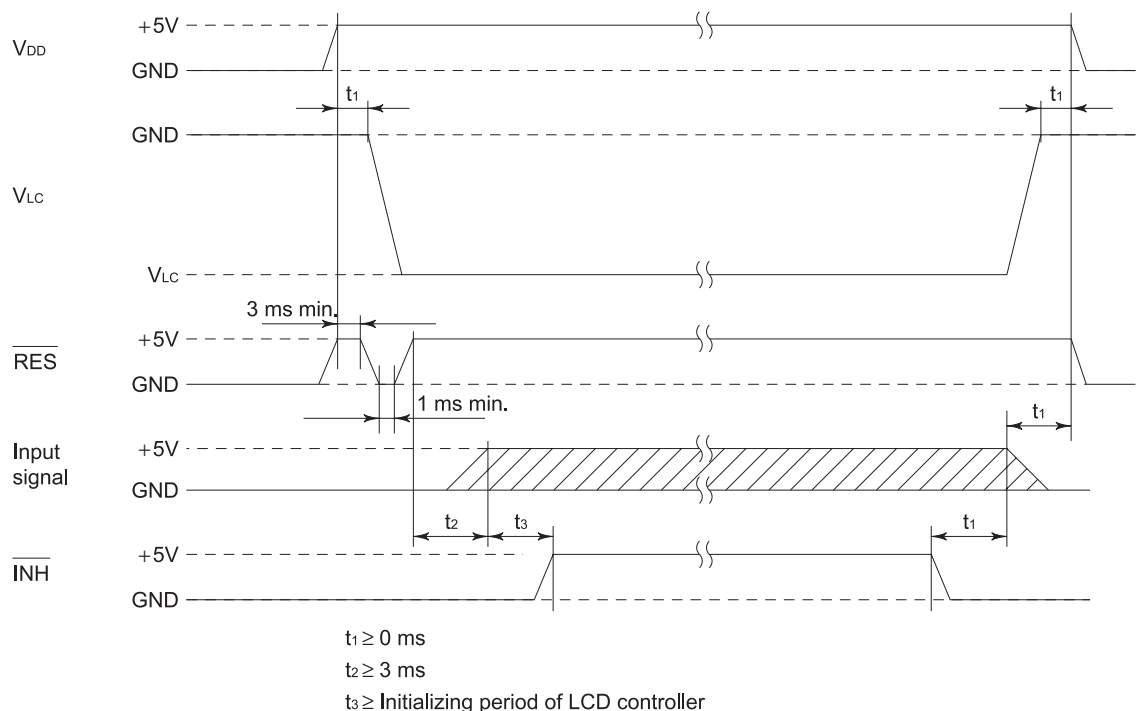 +5V
VDD
GND
t1
t1
GND
VLC
VLC
3 ms min.
+5V
RES
GND
1 ms min.
t1
Input
signal
+5V
GND
t2
t3
t1
+5V
INH
GND
t1 ≥ 0 ms
t2 ≥ 3 ms
t3 ≥ Initializing period of LCD controller